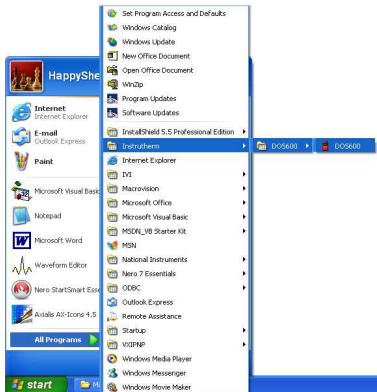 Set Program Access and Defaults
Windows Catalog
Windows Update
New Office Document
Open Office Document
WinZip
Program Updates
Software Updates
InstallShield 5.5 Professional Edition
Instrutherm
DOS600
DOS600
Internet Explorer
IVI
Macrovision
Microsoft Office
Microsoft Visual Basic
MSDN_VB Starter Kit
MSN
National Instruments
Nero 7 Essentials
ODBC
Outlook Express
Remote Assistance
Startup
VXIPNP
Windows Media Player
Windows Messenger
Windows Movie Maker
HappyShe
Internet
Internet Explorer
E-mail
Outlook Express
Paint
Microsoft Visual Basic
Notepad
Microsoft Word
Waveform Editor
Nero StartSmart Esse
Axialis AX-Icons 4.5
All Programs
start